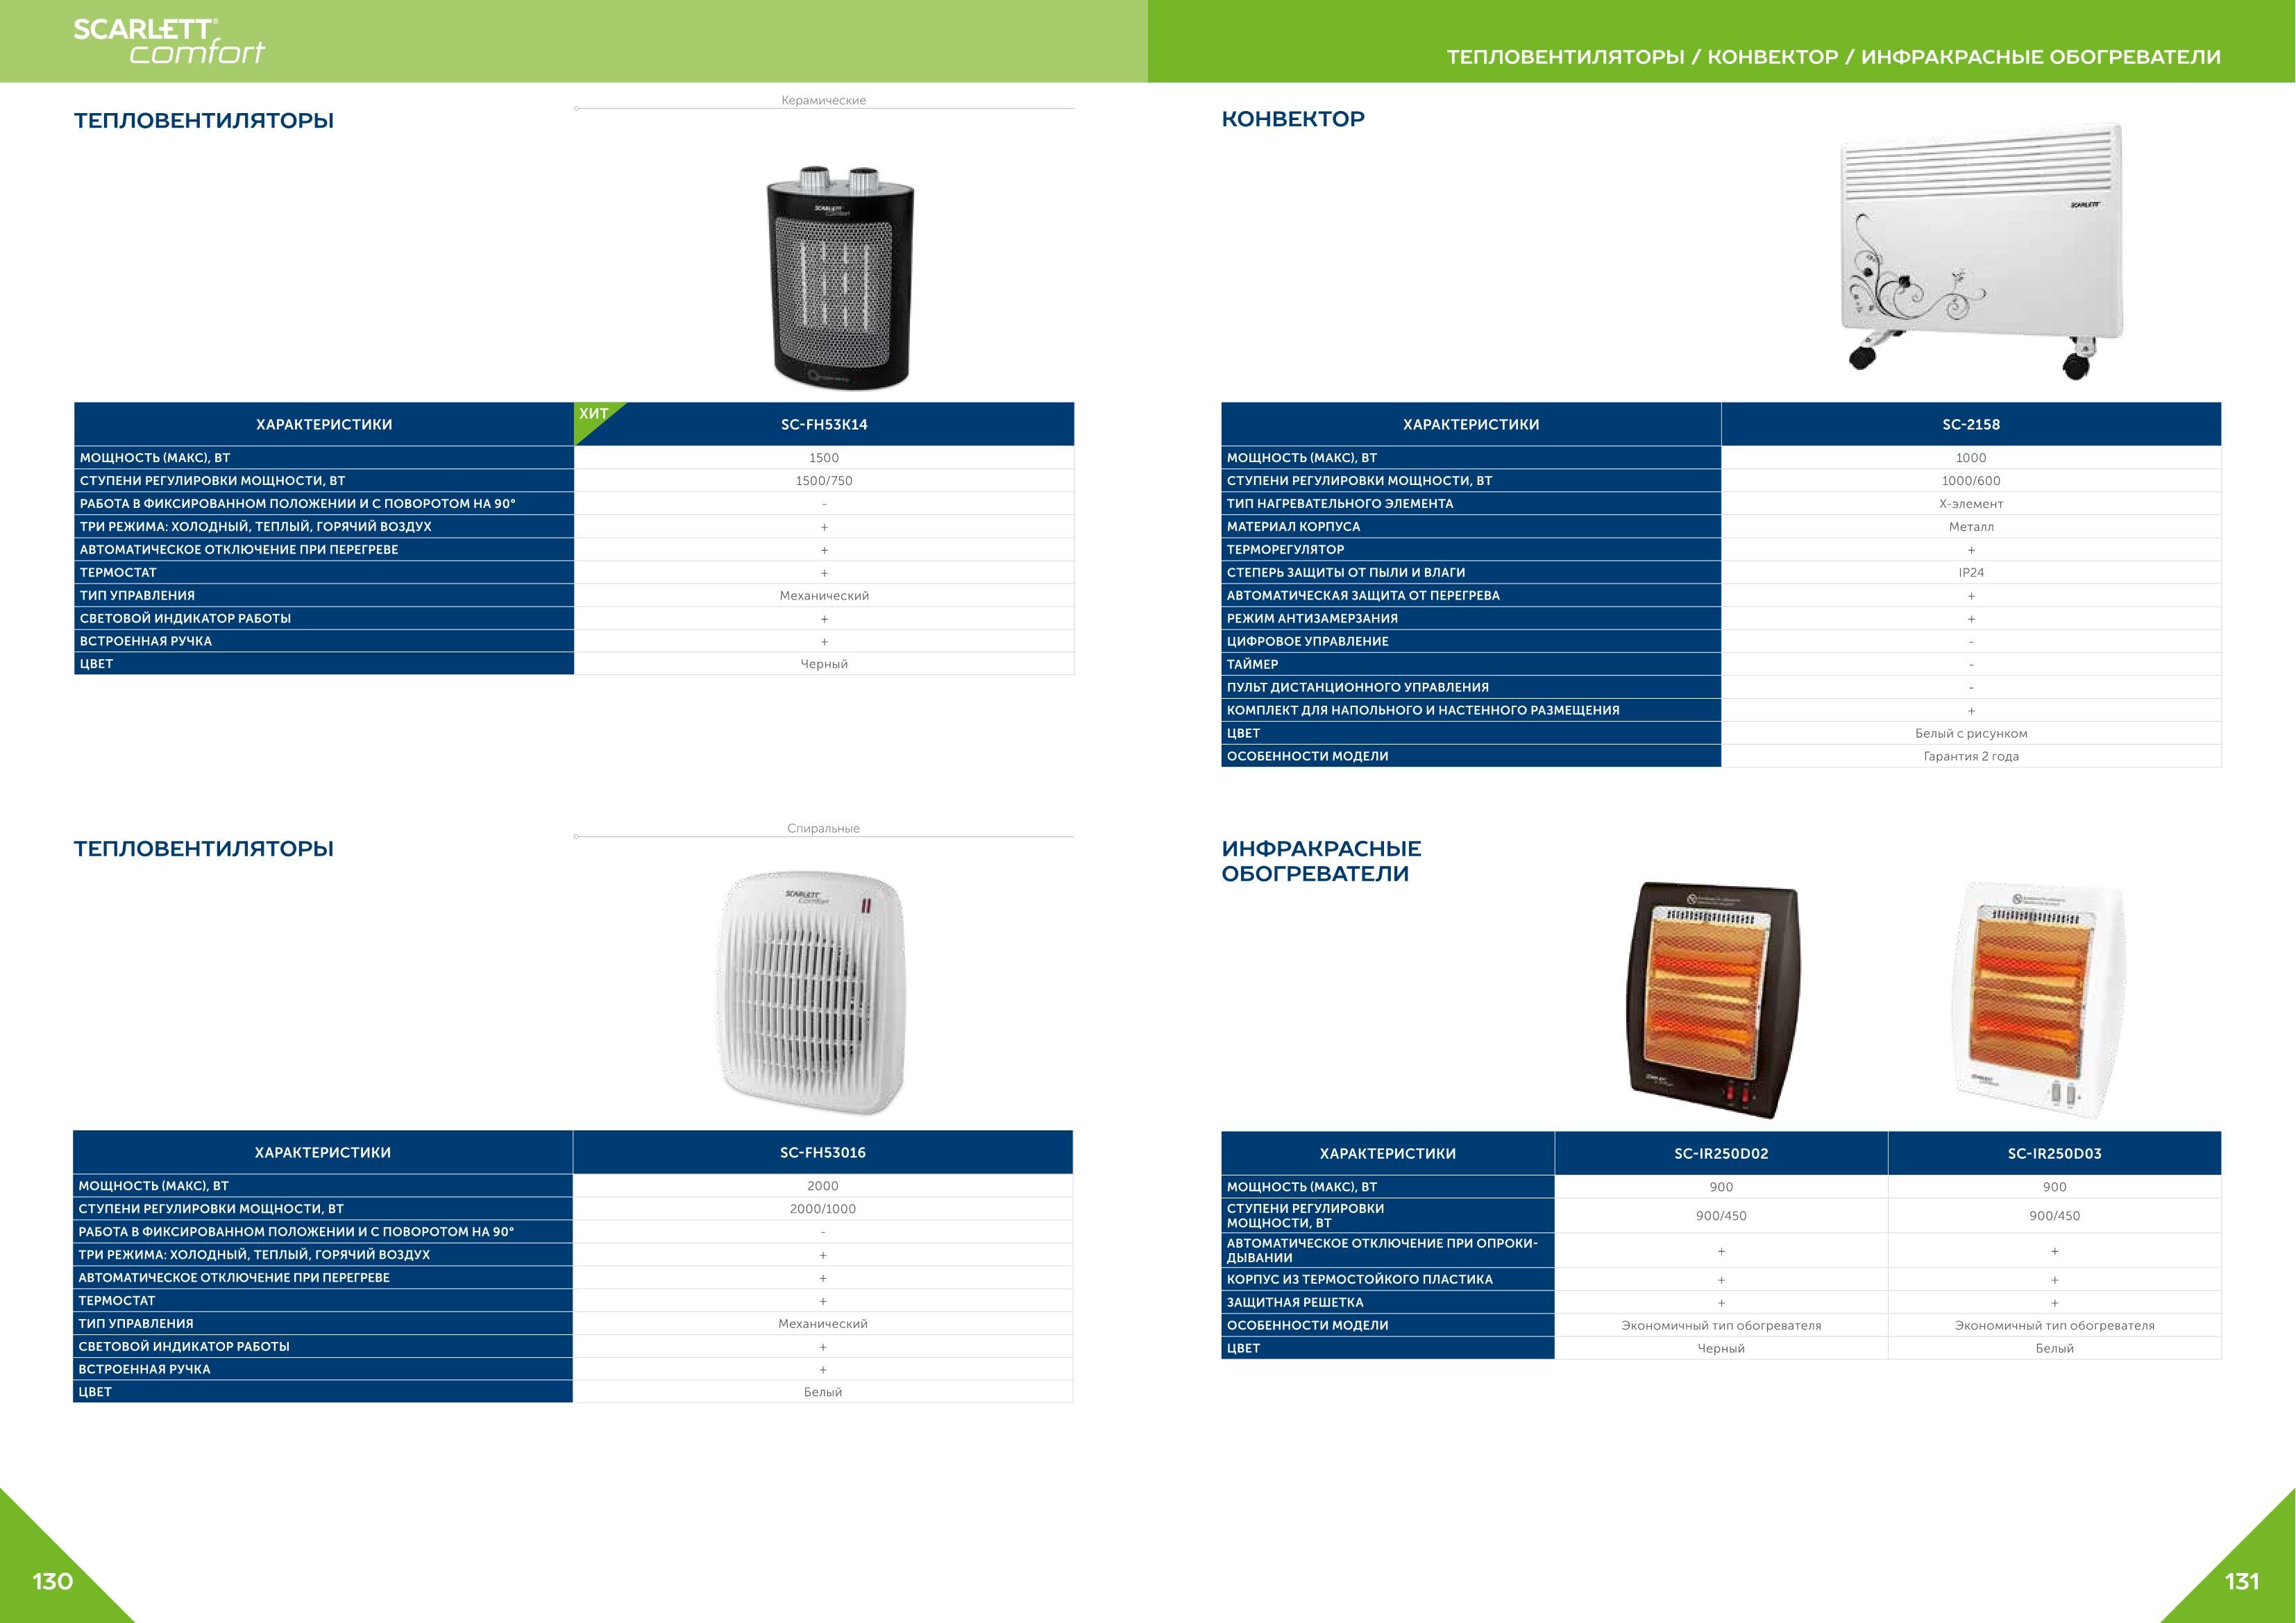 SCARLETT®
comfort
ТЕПЛОВЕНТИЛЯТОРЫ / КОНВЕКТОР / ИНФРАКРАСНЫЕ ОБОГРЕВАТЕЛИ
ТЕПЛОВЕНТИЛЯТОРЫ
Керамические
SCARLETT
comfort
ХАРАКТЕРИСТИКИ
ХИТ
SC-FH53K14
МОЩНОСТЬ (МАКС), ВТ 1500
СТУПЕНИ РЕГУЛИРОВКИ МОЩНОСТИ, ВТ 1500/750
РАБОТА В ФИКСИРОВАННОМ ПОЛОЖЕНИИ И С ПОВОРОТОМ НА 90° -
ТРИ РЕЖИМА: ХОЛОДНЫЙ, ТЕПЛЫЙ, ГОРЯЧИЙ ВОЗДУХ +
АВТОМАТИЧЕСКОЕ ОТКЛЮЧЕНИЕ ПРИ ПЕРЕГРЕВЕ +
ТЕРМОСТАТ +
ТИП УПРАВЛЕНИЯ Механический
СВЕТОВОЙ ИНДИКАТОР РАБОТЫ +
ВСТРОЕННАЯ РУЧКА +
ЦВЕТ Черный
ТЕПЛОВЕНТИЛЯТОРЫ
Спиральные
SCARLETT
comfort
ХАРАКТЕРИСТИКИ SC-FH53016
МОЩНОСТЬ (МАКС), ВТ 2000
СТУПЕНИ РЕГУЛИРОВКИ МОЩНОСТИ, ВТ 2000/1000
РАБОТА В ФИКСИРОВАННОМ ПОЛОЖЕНИИ И С ПОВОРОТОМ НА 90° -
ТРИ РЕЖИМА: ХОЛОДНЫЙ, ТЕПЛЫЙ, ГОРЯЧИЙ ВОЗДУХ +
АВТОМАТИЧЕСКОЕ ОТКЛЮЧЕНИЕ ПРИ ПЕРЕГРЕВЕ +
ТЕРМОСТАТ +
ТИП УПРАВЛЕНИЯ Механический
СВЕТОВОЙ ИНДИКАТОР РАБОТЫ +
ВСТРОЕННАЯ РУЧКА +
ЦВЕТ Белый
130
КОНВЕКТОР
SCARLETT
ХАРАКТЕРИСТИКИ SC-2158
МОЩНОСТЬ (МАКС), ВТ 1000
СТУПЕНИ РЕГУЛИРОВКИ МОЩНОСТИ, ВТ 1000/600
ТИП НАГРЕВАТЕЛЬНОГО ЭЛЕМЕНТА X-элемент
МАТЕРИАЛ КОРПУСА Металл
ТЕРМОРЕГУЛЯТОР +
СТЕПЕРЬ ЗАЩИТЫ ОТ ПЫЛИ И ВЛАГИ IP24
АВТОМАТИЧЕСКАЯ ЗАЩИТА ОТ ПЕРЕГРЕВА +
РЕЖИМ АНТИЗАМЕРЗАНИЯ +
ЦИФРОВОЕ УПРАВЛЕНИЕ -
ТАЙМЕР -
ПУЛЬТ ДИСТАНЦИОННОГО УПРАВЛЕНИЯ -
КОМПЛЕКТ ДЛЯ НАПОЛЬНОГО И НАСТЕННОГО РАЗМЕЩЕНИЯ +
ЦВЕТ Белый с рисунком
ОСОБЕННОСТИ МОДЕЛИ Гарантия 2 года
ИНФРАКРАСНЫЕ
ОБОГРЕВАТЕЛИ
ХАРАКТЕРИСТИКИ SC-IR250D02 SC-IR250D03
МОЩНОСТЬ (МАКС), ВТ 900 900
СТУПЕНИ РЕГУЛИРОВКИ
МОЩНОСТИ, ВТ 900/450 900/450
АВТОМАТИЧЕСКОЕ ОТКЛЮЧЕНИЕ ПРИ ОПРОКИ-
ДЫВАНИИ + +
КОРПУС ИЗ ТЕРМОСТОЙКОГО ПЛАСТИКА + +
ЗАЩИТНАЯ РЕШЕТКА + +
ОСОБЕННОСТИ МОДЕЛИ Экономичный тип обогревателя Экономичный тип обогревателя
ЦВЕТ Черный Белый
131